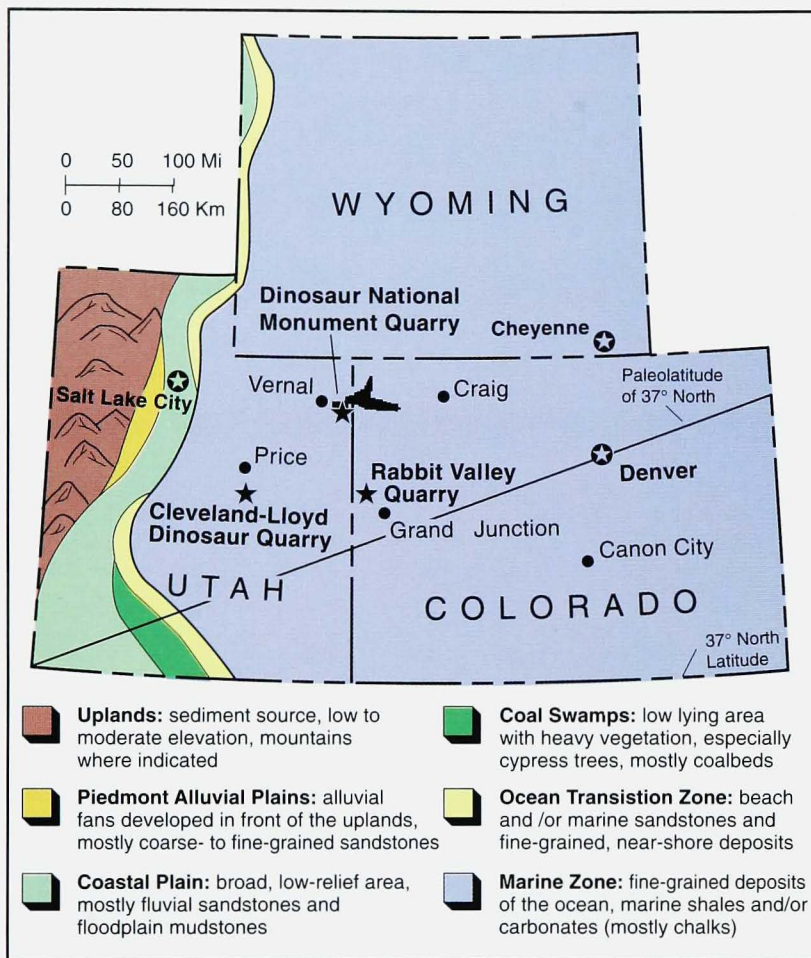 0 50 100 Mi
0 80 160 Km
WYOMING
Dinosaur National
Monument Quarry
Cheyenne
Salt Lake City
Vernal
Craig
Paleolatitude
of 37° North
Price
Rabbit Valley
Quarry
Denver
Cleveland-Lloyd
Dinosaur Quarry
Grand Junction
Canon City
UTAH
COLORADO
37° North
Latitude
Uplands: sediment source, low to
moderate elevation, mountains
where indicated
Piedmont Alluvial Plains: alluvial
fans developed in front of the uplands,
mostly coarse- to fine-grained sandstones
Coastal Plain: broad, low-relief area,
mostly fluvial sandstones and
floodplain mudstones
Coal Swamps: low lying area
with heavy vegetation, especially
cypress trees, mostly coalbeds
Ocean Transistion Zone: beach
and /or marine sandstones and
fine-grained, near-shore deposits
Marine Zone: fine-grained deposits
of the ocean, marine shales and/or
carbonates (mostly chalks)